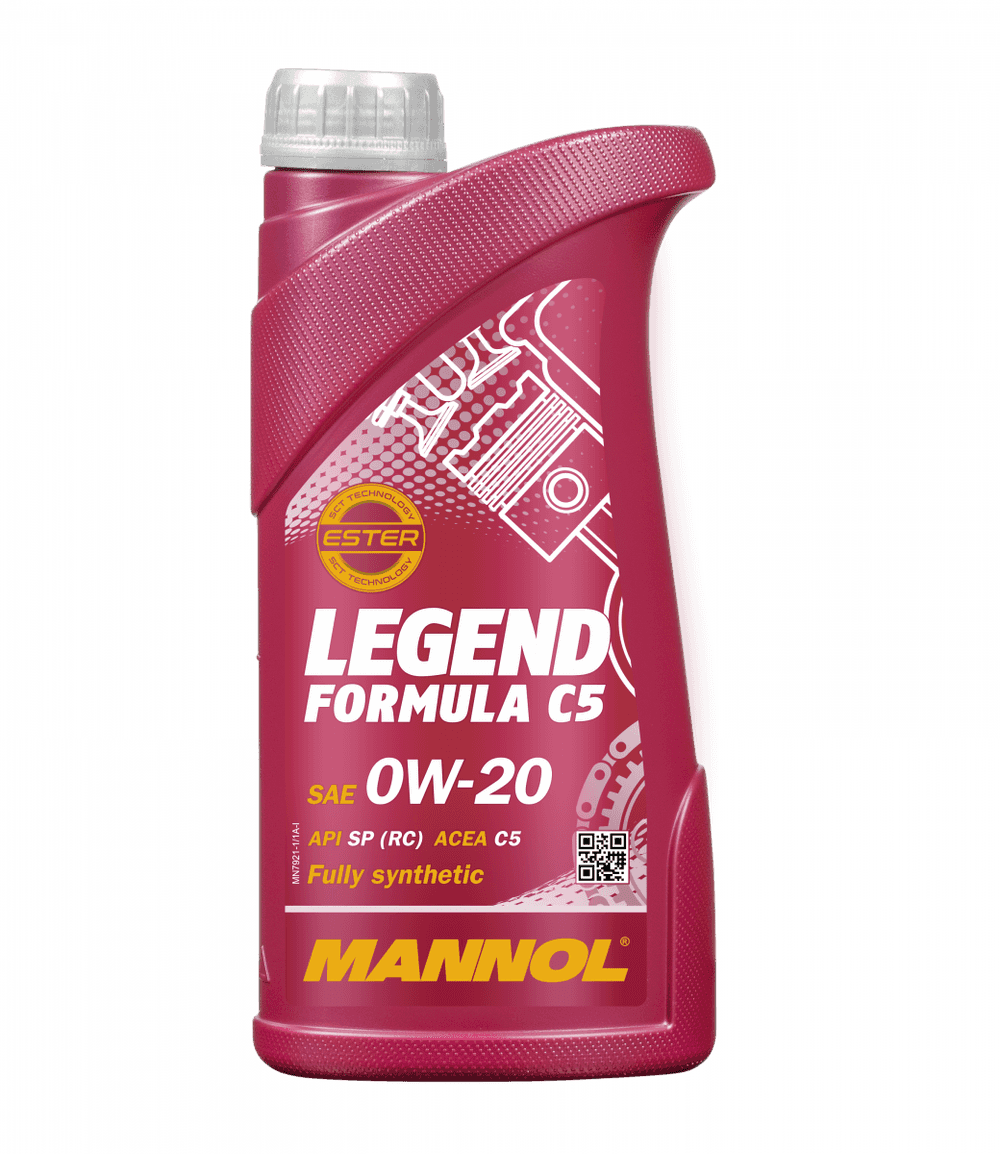 SCT TECHNOLOGY
ESTER
SCT TECHNOLOGY
LEGEND
FORMULA C5
SAE 0W-20
API SP (RC) ACEA C5
Fully synthetic
MN7921-1/1A-I
MANNOL®